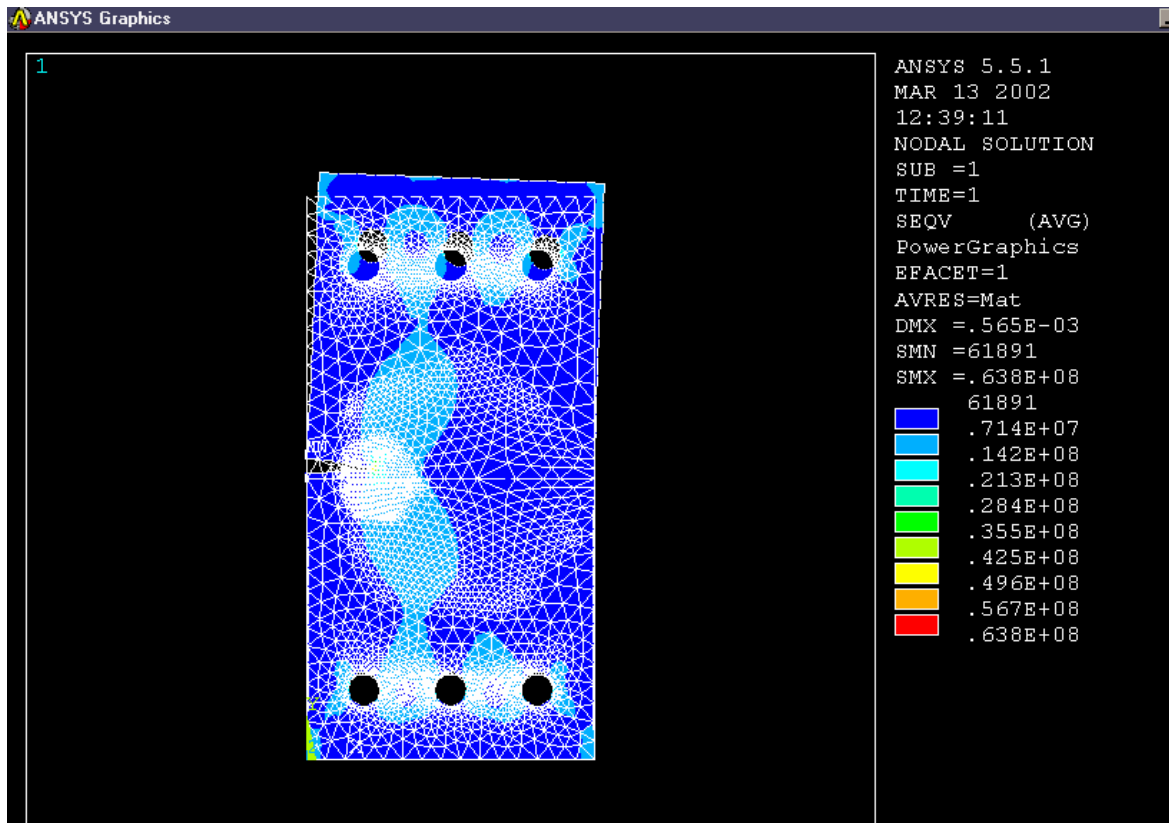 ANSYS Graphics
1
ANSYS 5.5.1
MAR 13 2002
12:39:11
NODAL SOLUTION
SUB =1
TIME=1
SEQV (AVG)
PowerGraphics
EFACET=1
AVRES=Mat
DMX =.565E-03
SMN =61891
SMX =.638E+08
61891
.714E+07
.142E+08
.213E+08
.284E+08
.355E+08
.425E+08
.496E+08
.567E+08
.638E+08
MN